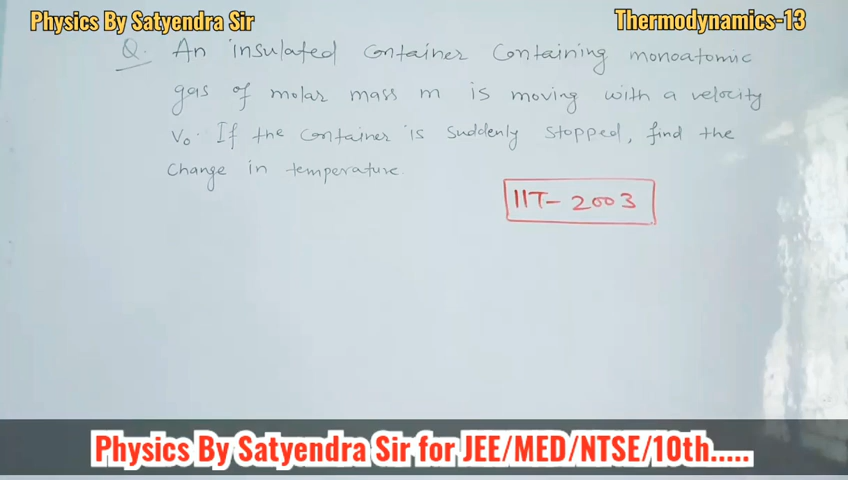 Physics By Satyendra Sir
Thermodynamics-13
Q. An insulated container containing monoatomic
gas of molar mass m is moving with a velocity
v₀. If the container is suddenly stopped, find the
change in temperature.
IIT-2003
Physics By Satyendra Sir for JEE/MED/NTSE/10th.....